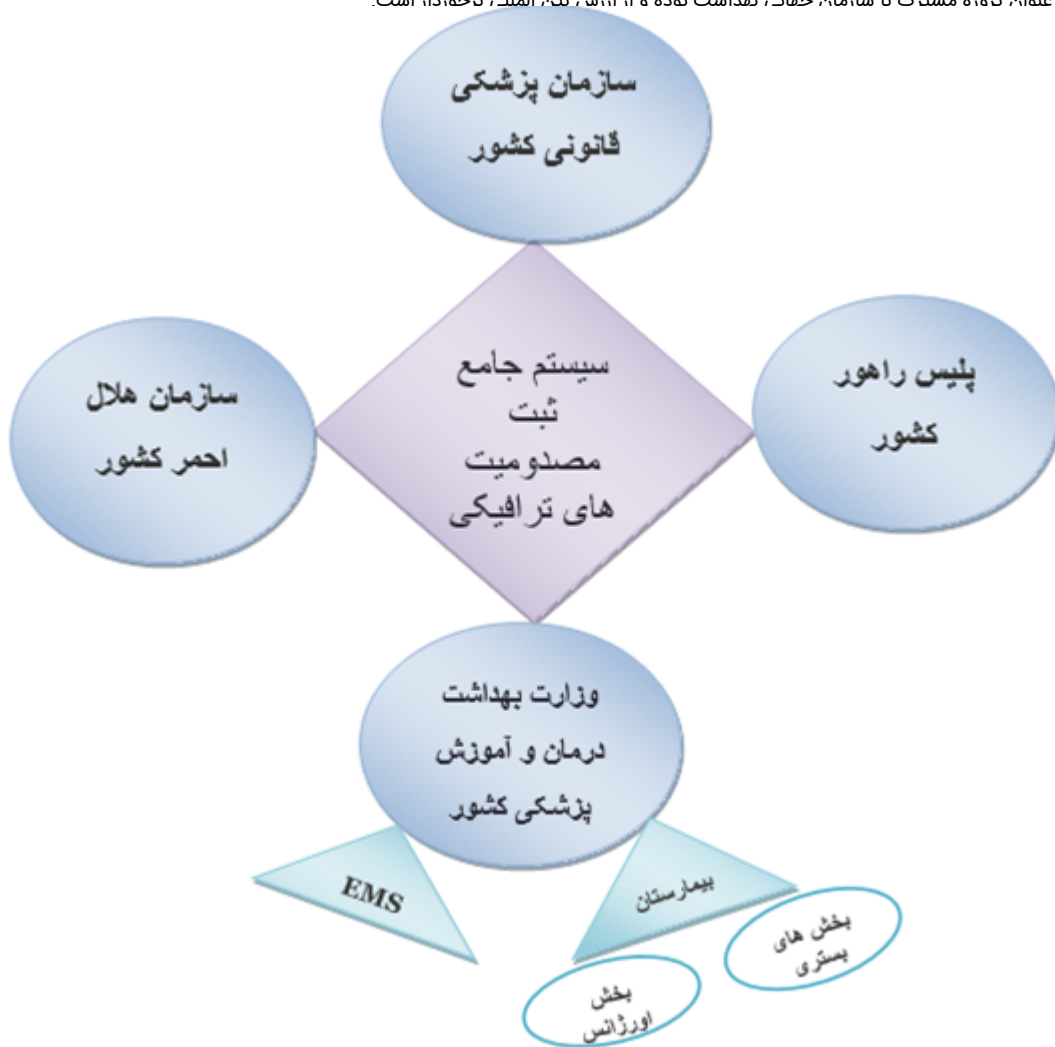 سازمان پزشکی
قانونی کشور
پلیس راهور
کشور
سیستم جامع
ثبت
مصدومیت
های ترافیکی
سازمان هلال
احمر کشور
وزارت بهداشت
درمان و آموزش
پزشکی کشور
بیمارستان
EMS
بخش های
بستری
بخش
اورژانس